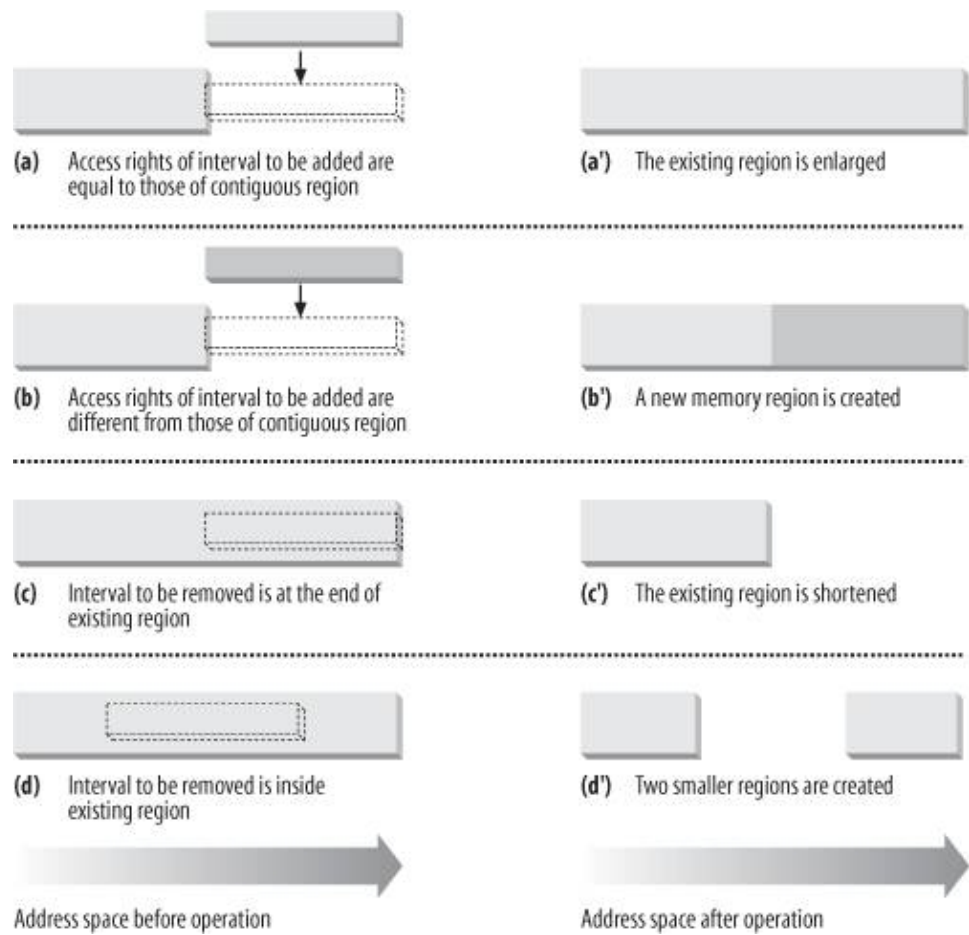 (a) Access rights of interval to be added are
equal to those of contiguous region
(a') The existing region is enlarged
(b) Access rights of interval to be added are
different from those of contiguous region
(b') A new memory region is created
(c) Interval to be removed is at the end of
existing region
(c') The existing region is shortened
(d) Interval to be removed is inside
existing region
(d') Two smaller regions are created
Address space before operation
Address space after operation